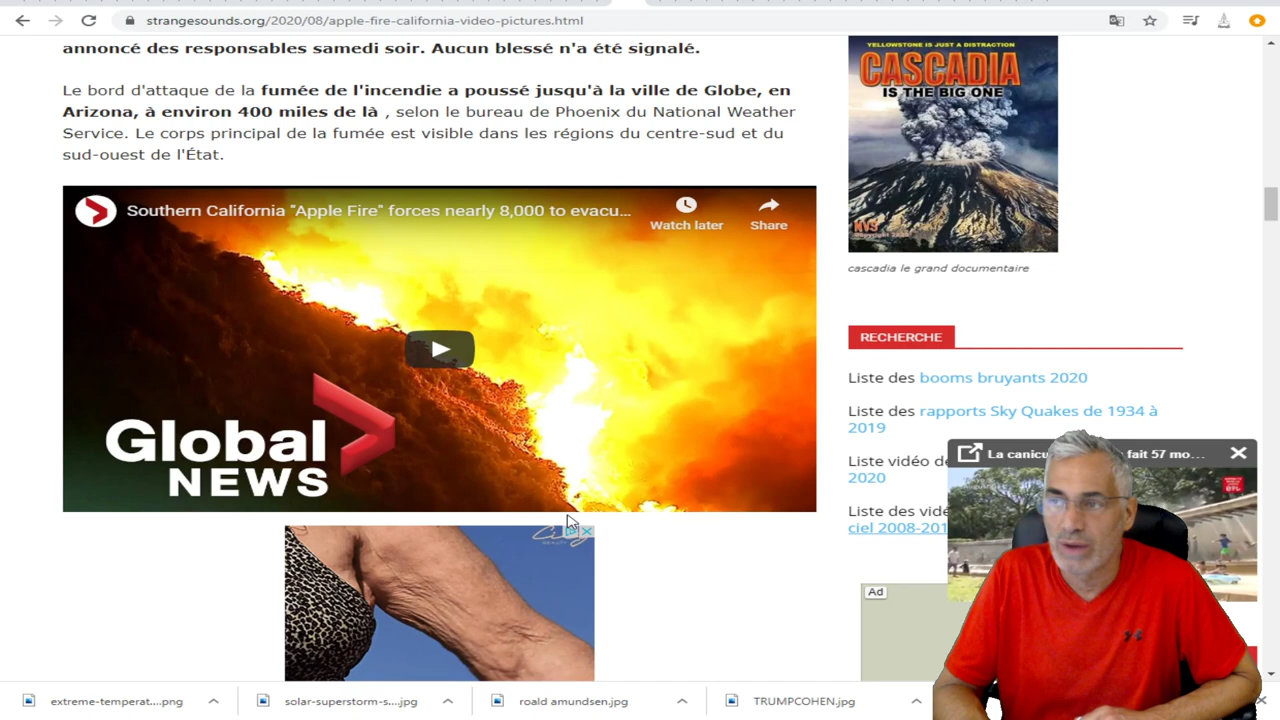 strangesounds.org/2020/08/apple-fire-california-video-pictures.html
annoncé des responsables samedi soir. Aucun blessé n'a été signalé.
Le bord d'attaque de la fumée de l'incendie a poussé jusqu'à la ville de Globe, en
Arizona, à environ 400 miles de là , selon le bureau de Phoenix du National Weather
Service. Le corps principal de la fumée est visible dans les régions du centre-sud et du
sud-ouest de l'État.
Southern California "Apple Fire" forces nearly 8,000 to evacu...
Watch later
Share
Global
NEWS
YELLOWSTONE IS JUST A DISTRACTION
CASCADIA
IS THE BIG ONE
cascadia le grand documentaire
RECHERCHE
Liste des booms bruyants 2020
Liste des rapports Sky Quakes de 1934 à
2019
Liste vidéo de
2020
Liste des vidé
ciel 2008-201
La canicu fait 57 mo...
Ad
extreme-temperat....png
solar-superstorm-s....jpg
roald amundsen.jpg
TRUMPCOHEN.jpg